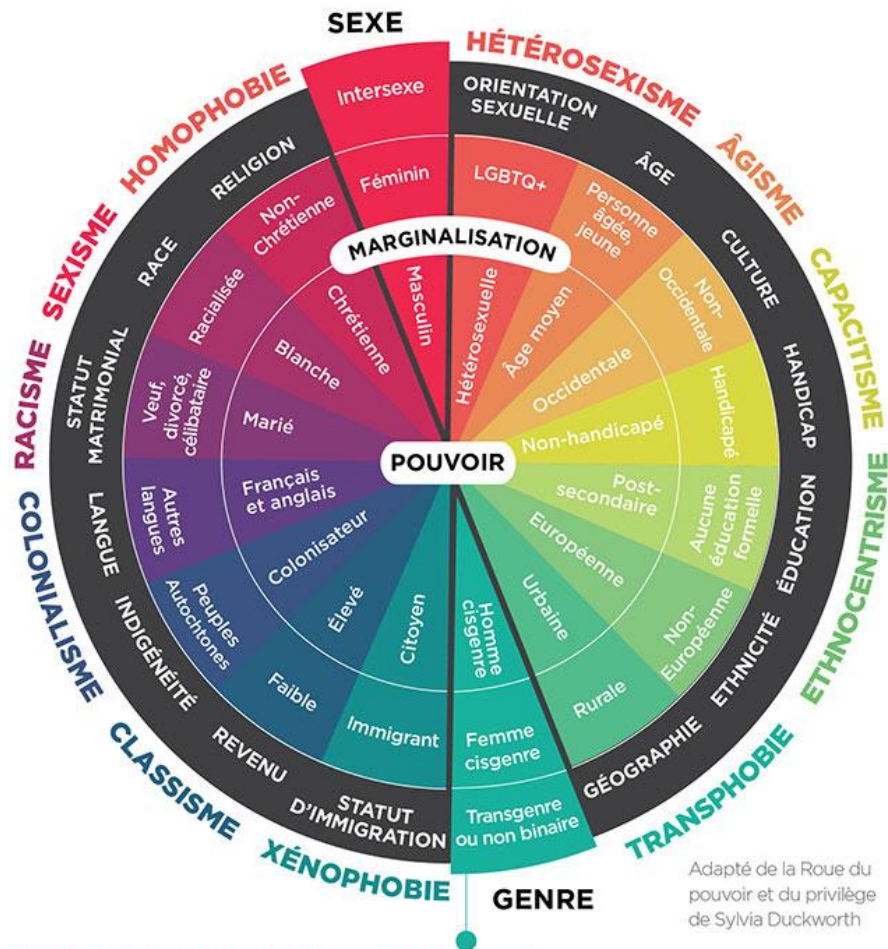 SEXE
HÉTÉROSEXISME
ÂGISME
CAPACITISME
ETHNOCENTRISME
TRANSPHOBIE
GENRE
XÉNOPHOBIE
CLASSISME
COLONIALISME
RACISME
SEXISME
HOMOPHOBIE
ORIENTATION
SEXUELLE
ÂGE
CULTURE
HANDICAP
ÉDUCATION
ETHNICITÉ
GÉOGRAPHIE
STATUT
D'IMMIGRATION
REVENU
INDIGÉNÉITÉ
LANGUE
STATUT
MATRIMONIAL
RACE
RELIGION
Intersexe
Féminin
LGBTQ+
Personne
âgée,
jeune
Non-
Occidentale
Handicapé
Aucune
éducation
formelle
Non-
Européenne
Rurale
Femme
cisgenre
Transgenre
ou non binaire
Immigrant
Faible
Peuples
Autochtones
Autres
langues
Veuf,
divorcé,
célibataire
Racialisée
Non-
Chrétienne
MARGINALISATION
Masculin
Hétérosexuelle
Âge moyen
Occidentale
Non-handicapé
Post-
secondaire
Européenne
Urbaine
Homme
cisgenre
Citoyen
Élevé
Colonisateur
Français
et anglais
Marié
Blanche
Chrétienne
POUVOIR
Adapté de la Roue du
pouvoir et du privilège
de Sylvia Duckworth